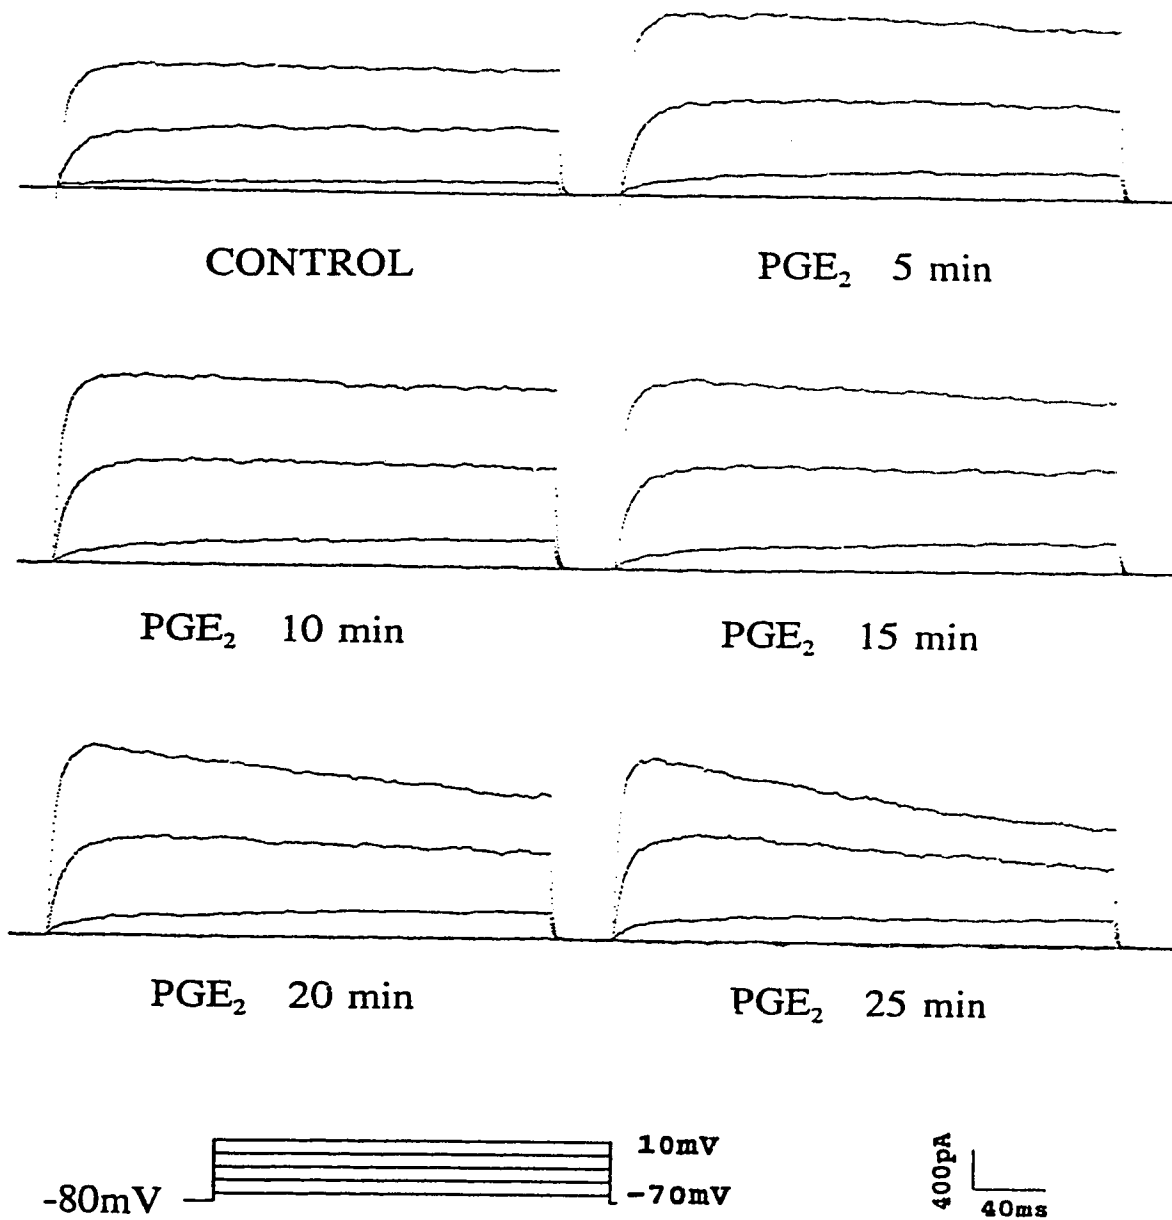 CONTROL
PGE₂ 5 min
PGE₂ 10 min
PGE₂ 15 min
PGE₂ 20 min
PGE₂ 25 min
-80mV
10mV
-70mV
400pA
40ms